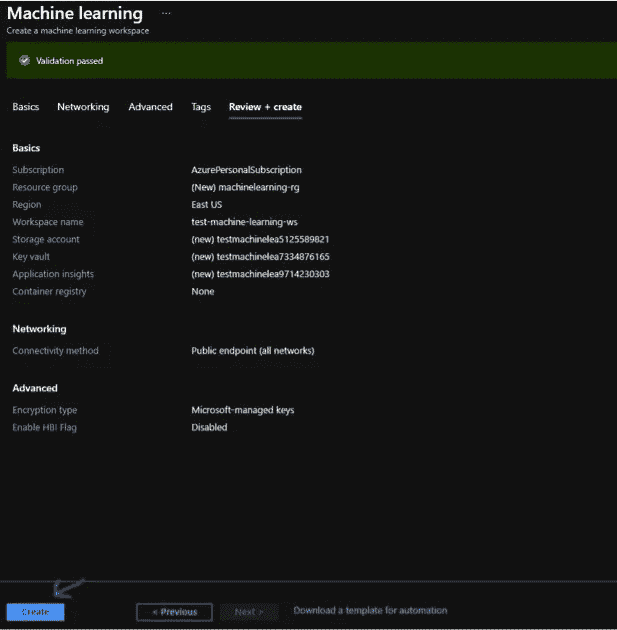 Machine learning ...
Create a machine learning workspace
Validation passed
Basics Networking Advanced Tags Review + create
Basics
Subscription AzurePersonalSubscription
Resource group (New) machinelearning-rg
Region East US
Workspace name test-machine-learning-ws
Storage account (new) testmachinelea5125589821
Key vault (new) testmachinelea7334876165
Application insights (new) testmachinelea9714230303
Container registry None
Networking
Connectivity method Public endpoint (all networks)
Advanced
Encryption type Microsoft-managed keys
Enable HBI Flag Disabled
Create < Previous Next > Download a template for automation